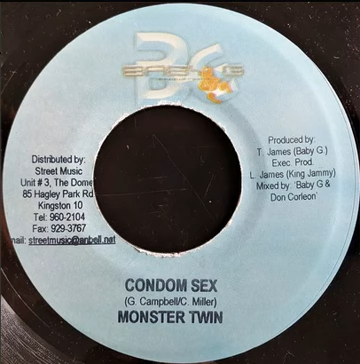 BG
BABY G
Distributed by:
Street Music
Unit # 3, The Dome
85 Hagley Park Rd
Kingston 10
Tel: 960-2104
Fax: 929-3767
mail: streetmusic@anbell.net
Produced by:
T. James (Baby G.)
Exec. Prod.
L. James (King Jammy)
Mixed by: 'Baby G &
Don Corleon'
CONDOM SEX
(G. Campbell/C. Miller)
MONSTER TWIN